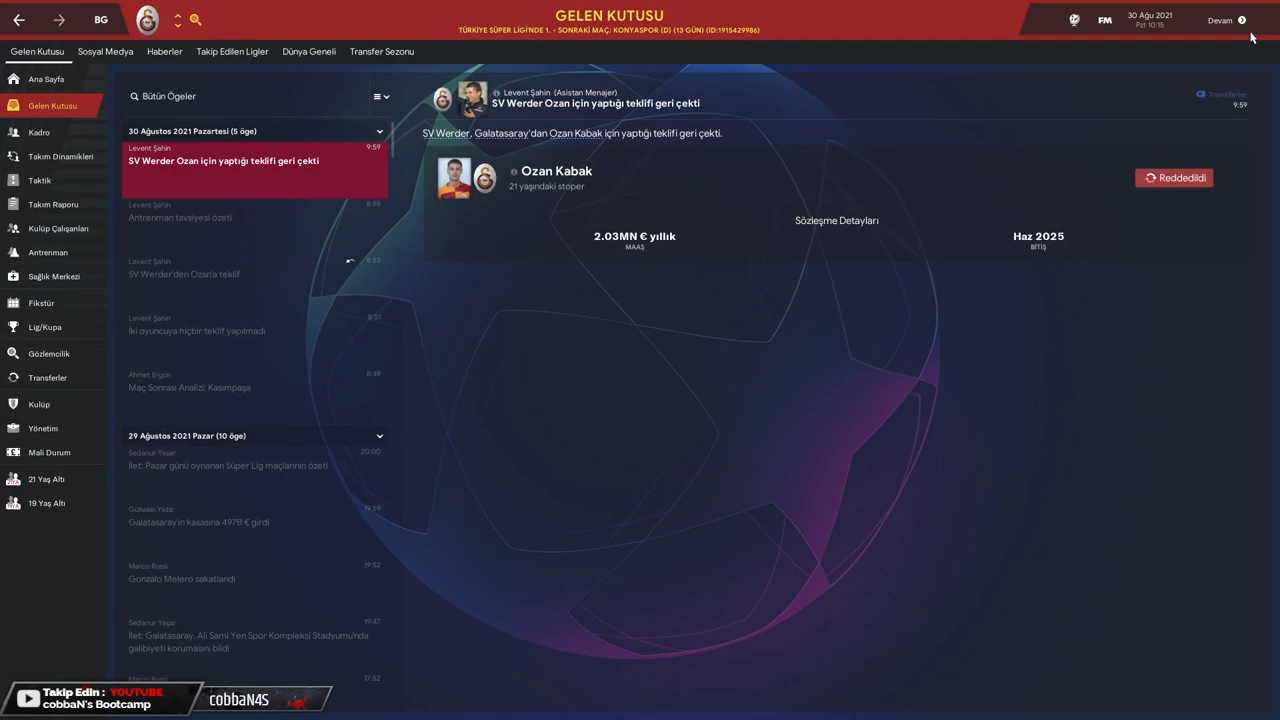 BG
GELEN KUTUSU
TÜRKİYE SÜPER LİGİ'NDE 1. - SONRAKİ MAÇ: KONYASPOR (D) (13 GÜN) (ID:1915429986)
FM
30 Ağu 2021
Pzt 10:15
Devam
Gelen Kutusu
Sosyal Medya
Haberler
Takip Edilen Ligler
Dünya Geneli
Transfer Sezonu
Ana Sayfa
Gelen Kutusu
Kadro
Takım Dinamikleri
Taktik
Takım Raporu
Kulüp Çalışanları
Antrenman
Sağlık Merkezi
Fikstür
Lig/Kupa
Gözlemcilik
Transferler
Kulüp
Yönetim
Mali Durum
21 Yaş Altı
19 Yaş Altı
Bütün Ögeler
30 Ağustos 2021 Pazartesi (5 öge)
Levent Şahin 9:59
SV Werder Ozan için yaptığı teklifi geri çekti
Levent Şahin 8:59
Antrenman tavsiyesi özeti
Levent Şahin 8:53
SV Werder'den Ozan'a teklif
Levent Şahin 8:51
İki oyuncuya hiçbir teklif yapılmadı
Ahmet Ergün 8:49
Maç Sonrası Analizi: Kasımpaşa
29 Ağustos 2021 Pazar (10 öge)
Sedanur Yaşar 20:00
İlet: Pazar günü oynanan Süper Lig maçlarının özeti
Gültekin Yıldız 19:59
Galatasaray'ın kasasına 497B € girdi
Marco Rossi 19:52
Gonzalo Melero sakatlandı
Sedanur Yaşar 19:47
İlet: Galatasaray, Ali Sami Yen Spor Kompleksi Stadyumu'nda
galibiyeti korumasını bildi
17:52
Levent Şahin (Asistan Menajer)
SV Werder Ozan için yaptığı teklifi geri çekti
Transferler
9:59
SV Werder, Galatasaray'dan Ozan Kabak için yaptığı teklifi geri çekti.
Ozan Kabak
21 yaşındaki stoper
Reddedildi
Sözleşme Detayları
2.03MN € yıllık
MAAŞ
Haz 2025
BİTİŞ
Takip Edin : YOUTUBE
cobbaN's Bootcamp
cobbaN4S